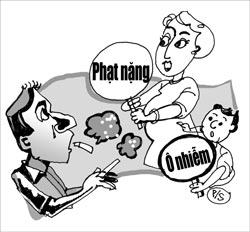 Phạt nặng
Ô nhiễm
P/S